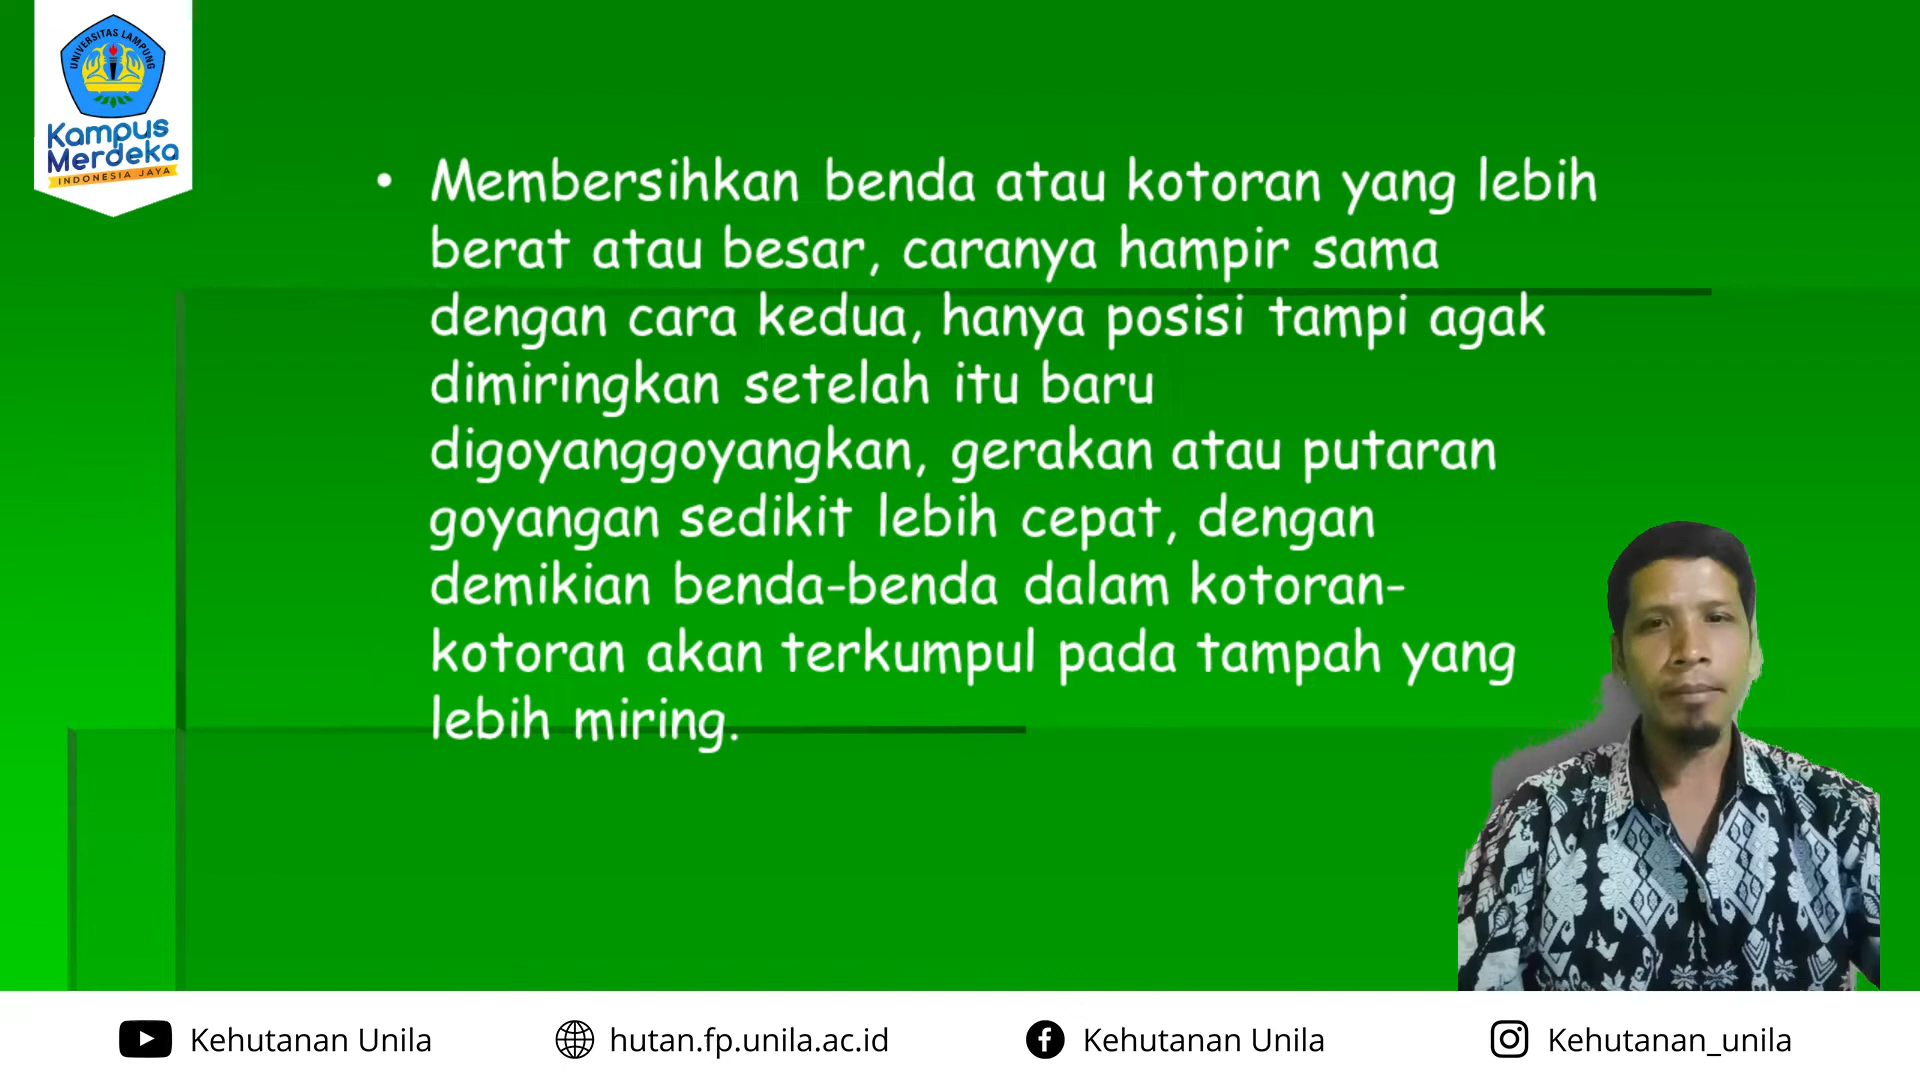 UNIVERSITAS LAMPUNG
Kampus
Merdeka
INDONESIA JAYA
• Membersihkan benda atau kotoran yang lebih
berat atau besar, caranya hampir sama
dengan cara kedua, hanya posisi tampi agak
dimiringkan setelah itu baru
digoyanggoyangkan, gerakan atau putaran
goyangan sedikit lebih cepat, dengan
demikian benda-benda dalam kotoran-
kotoran akan terkumpul pada tampah yang
lebih miring.
Kehutanan Unila
hutan.fp.unila.ac.id
Kehutanan Unila
Kehutanan_unila